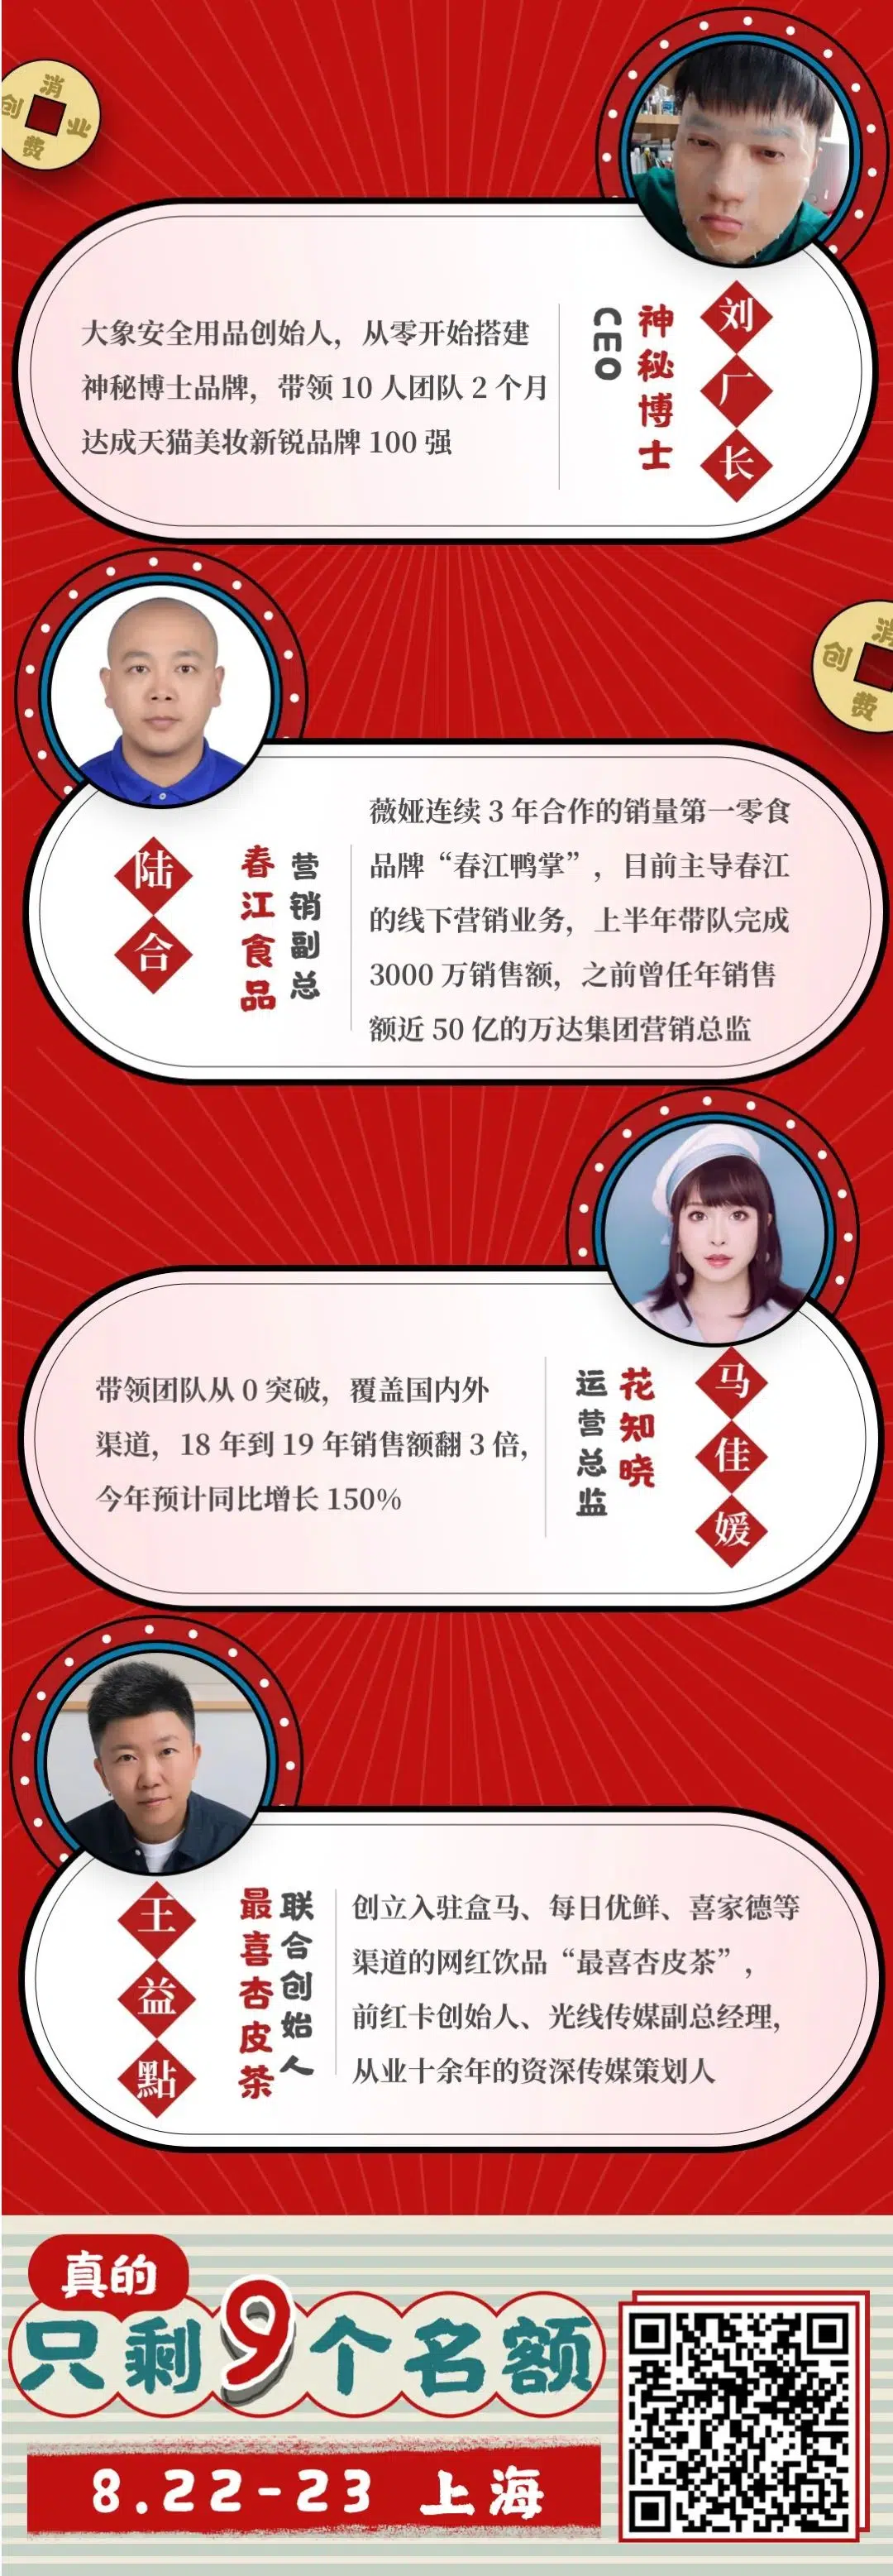 消
创 业
费
刘厂长
神秘博士
CEO
大象安全用品创始人，从零开始搭建
神秘博士品牌，带领 10 人团队 2 个月
达成天猫美妆新锐品牌 100 强
消
创
费
陆合
春江食品
营销副总
薇娅连续 3 年合作的销量第一零食
品牌“春江鸭掌”，目前主导春江
的线下营销业务，上半年带队完成
3000 万销售额，之前曾任年销售
额近 50 亿的万达集团营销总监
马佳媛
花知晓
运营总监
带领团队从 0 突破，覆盖国内外
渠道，18 年到 19 年销售额翻 3 倍，
今年预计同比增长 150%
王益點
最喜杏皮茶
联合创始人
创立入驻盒马、每日优鲜、喜家德等
渠道的网红饮品“最喜杏皮茶”，
前红卡创始人、光线传媒副总经理，
从业十余年的资深传媒策划人
真的
只剩9个名额
8.22-23 上海